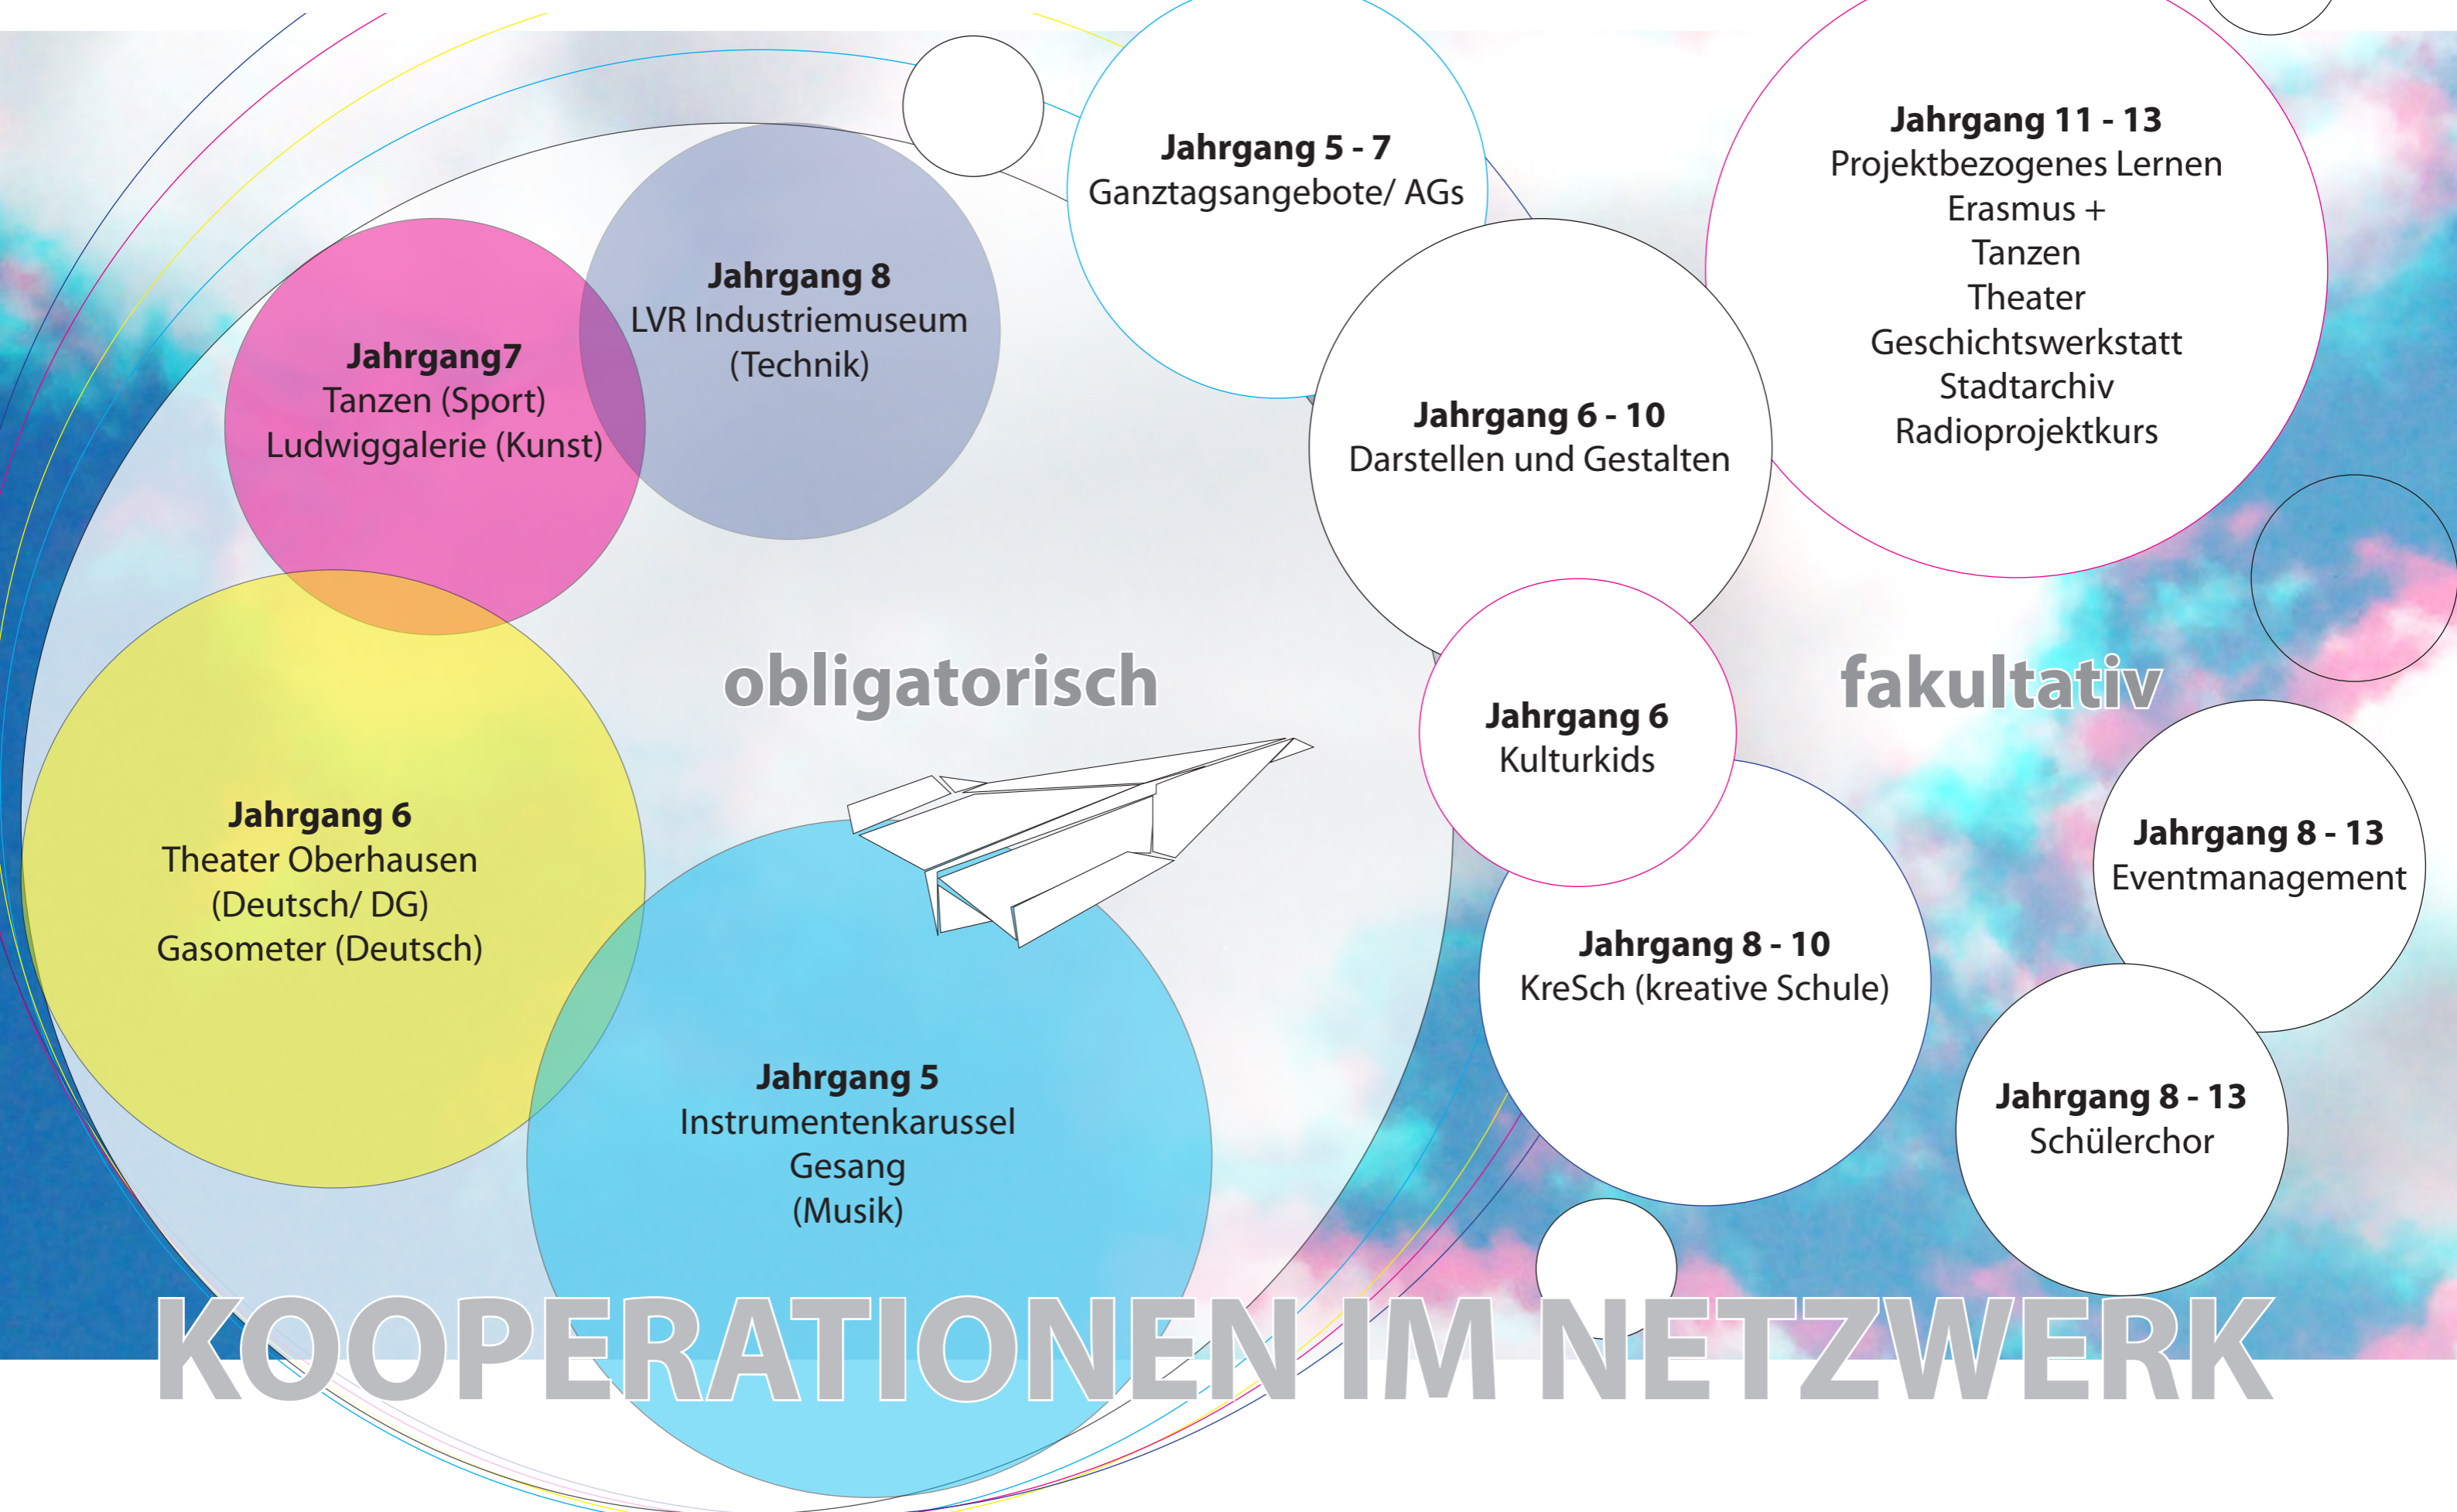 Jahrgang 5 - 7
Ganztagsangebote/ AGs
Jahrgang 11 - 13
Projektbezogenes Lernen
Erasmus +
Tanzen
Theater
Geschichtswerkstatt
Stadtarchiv
Radioprojektkurs
Jahrgang 8
LVR Industriemuseum
(Technik)
Jahrgang7
Tanzen (Sport)
Ludwiggalerie (Kunst)
Jahrgang 6 - 10
Darstellen und Gestalten
obligatorisch
fakultativ
Jahrgang 6
Kulturkids
Jahrgang 6
Theater Oberhausen
(Deutsch/ DG)
Gasometer (Deutsch)
Jahrgang 8 - 13
Eventmanagement
Jahrgang 8 - 10
KreSch (kreative Schule)
Jahrgang 5
Instrumentenkarussel
Gesang
(Musik)
Jahrgang 8 - 13
Schülerchor
KOOPERATIONEN IM NETZWERK